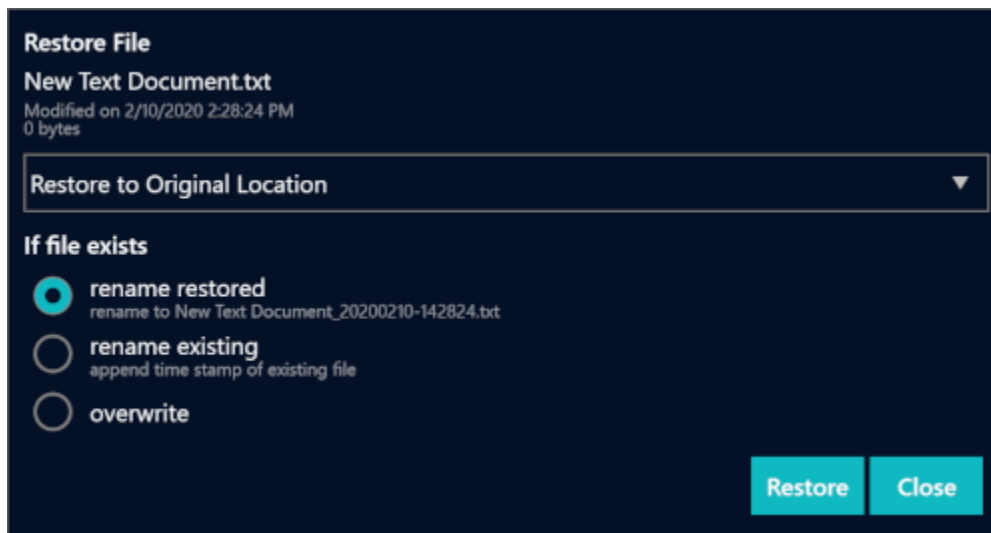 Restore File
New Text Document.txt
Modified on 2/10/2020 2:28:24 PM
0 bytes
Restore to Original Location
If file exists
rename restored
rename to New Text Document_20200210-142824.txt
rename existing
append time stamp of existing file
overwrite
Restore Close